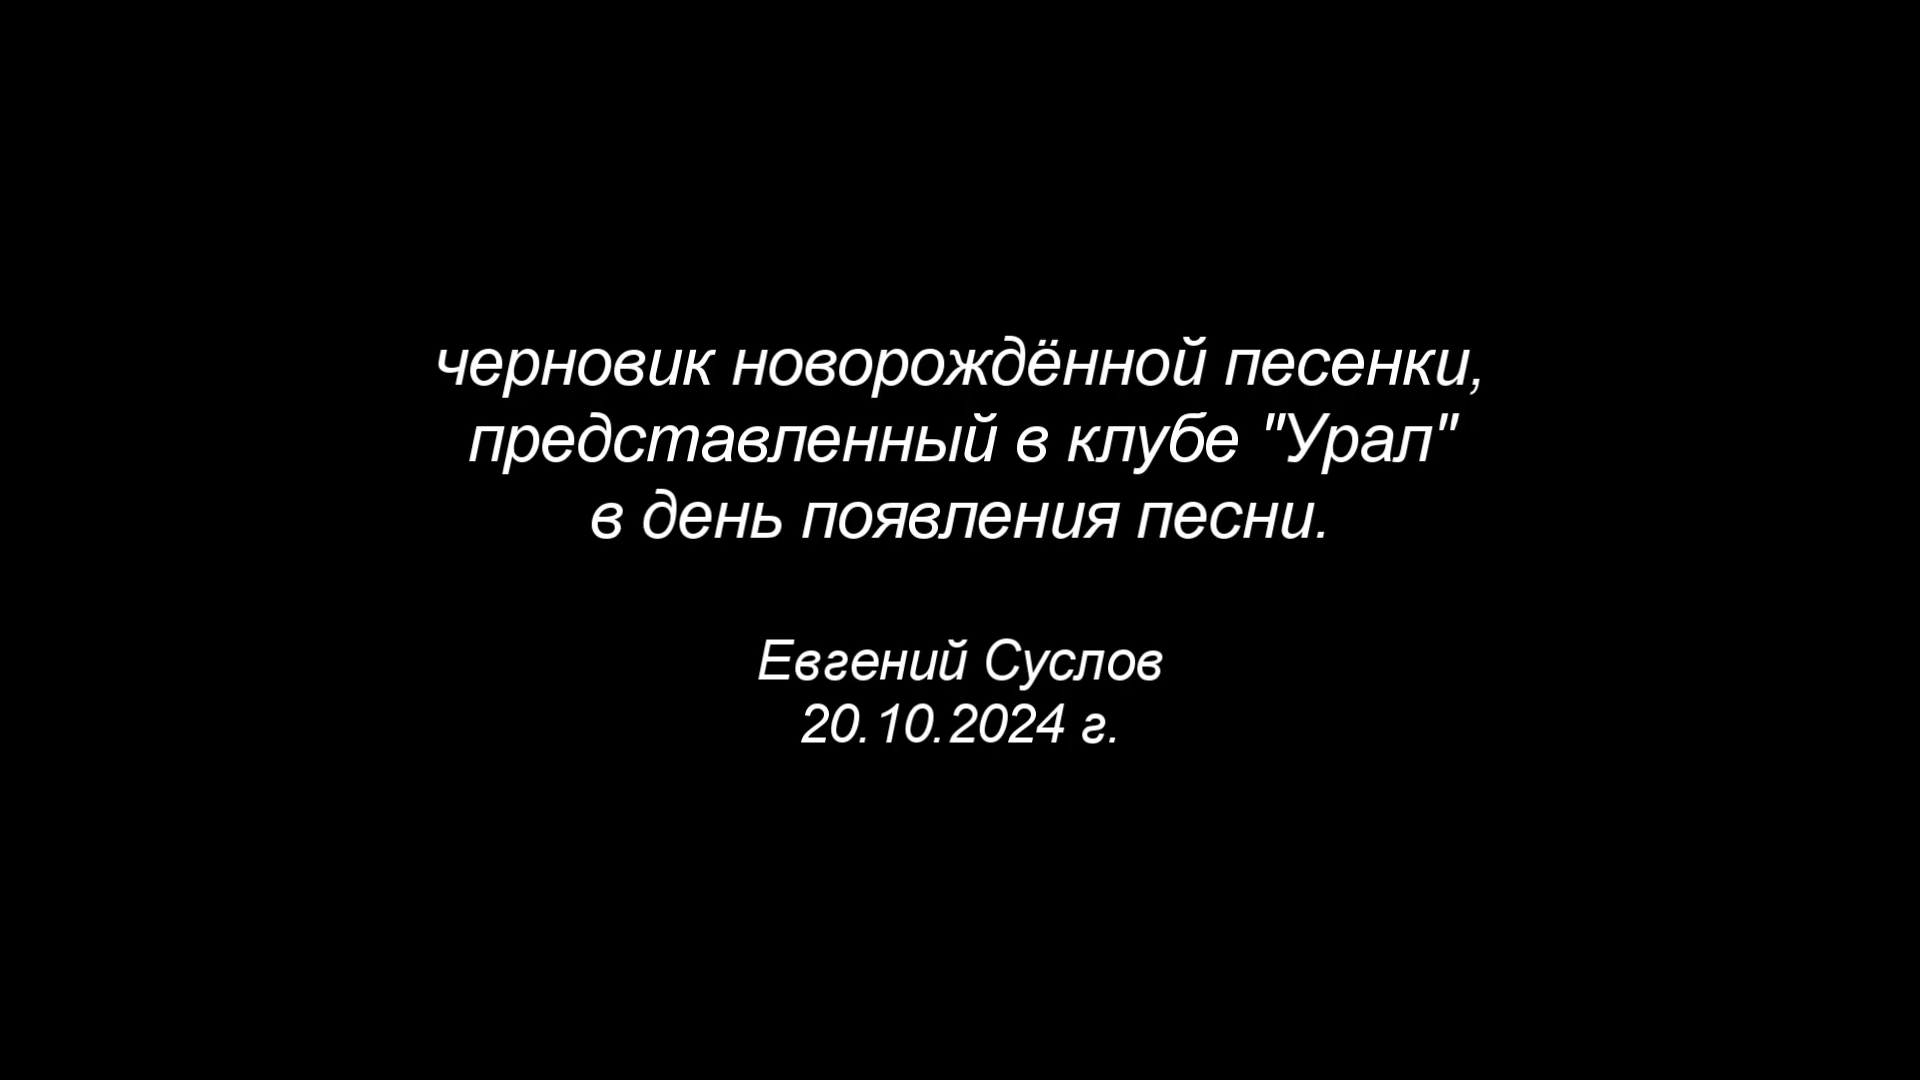 черновик новорождённой песенки,
представленный в клубе "Урал"
в день появления песни.
Евгений Суслов
20.10.2024 г.